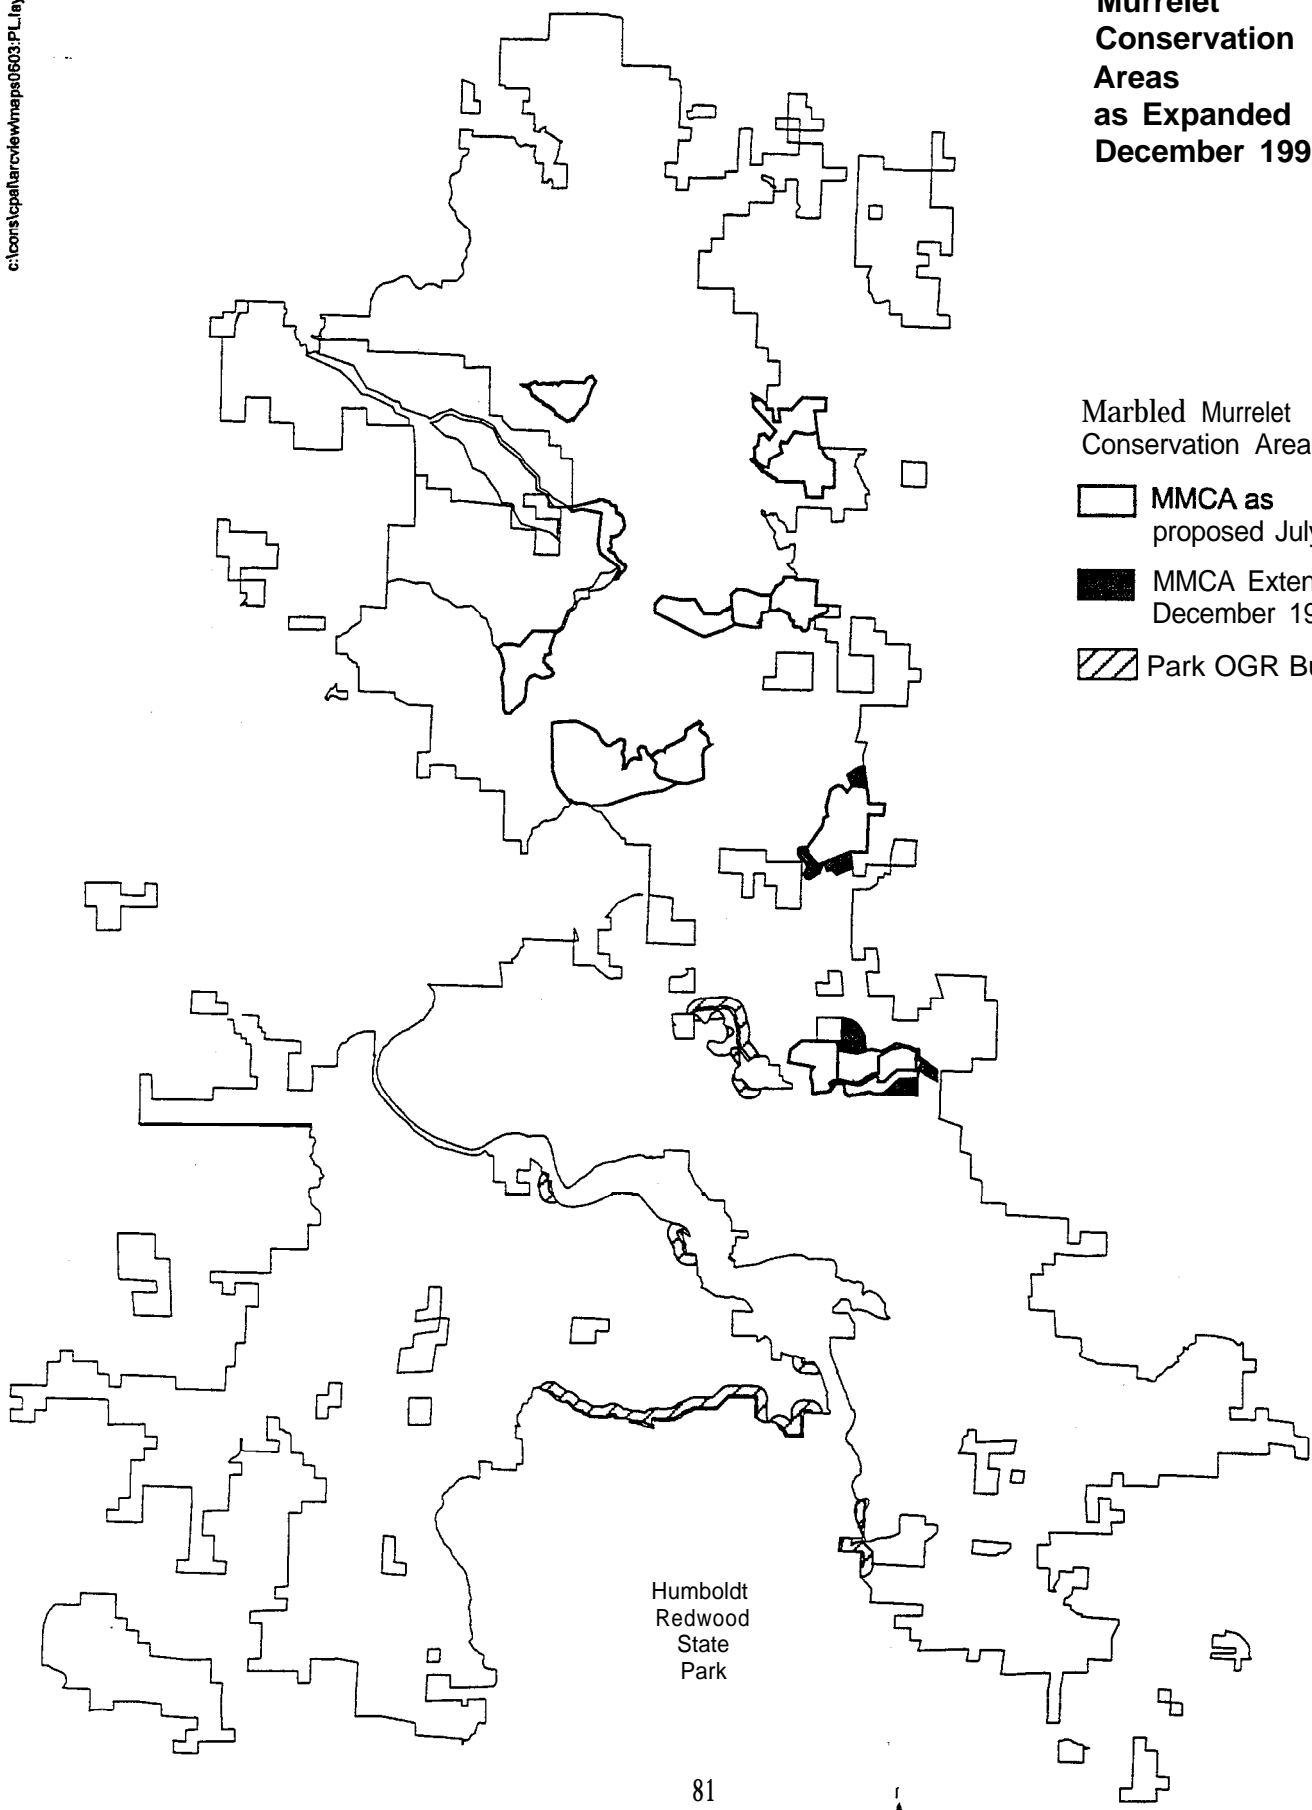 c:\cons\cpal\arcview\maps0603:PL.lay
Murrelet
Conservation
Areas
as Expanded
December 199
Marbled Murrelet
Conservation Area
MMCA as
proposed July
MMCA Exten
December 19
Park OGR Bu
Humboldt
Redwood
State
Park
81